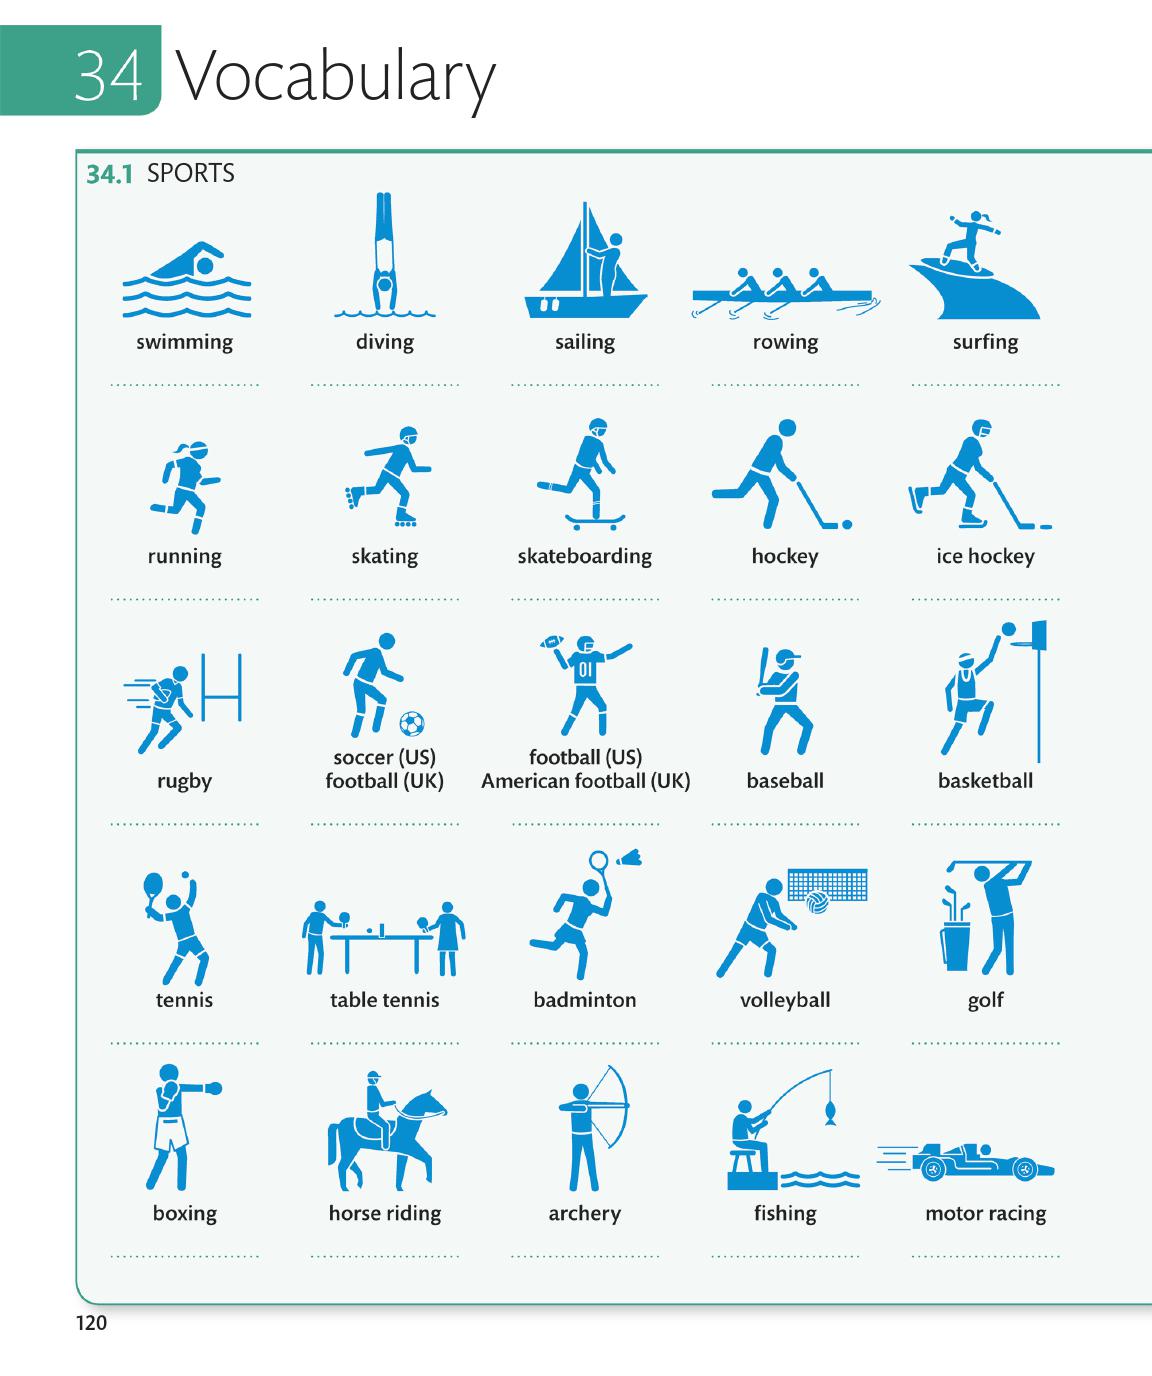 34 Vocabulary
34.1 SPORTS
swimming
diving
sailing
rowing
surfing
running
skating
skateboarding
hockey
ice hockey
01
rugby
soccer (US)
football (UK)
football (US)
American football (UK)
baseball
basketball
tennis
table tennis
badminton
volleyball
golf
boxing
horse riding
archery
fishing
motor racing
120